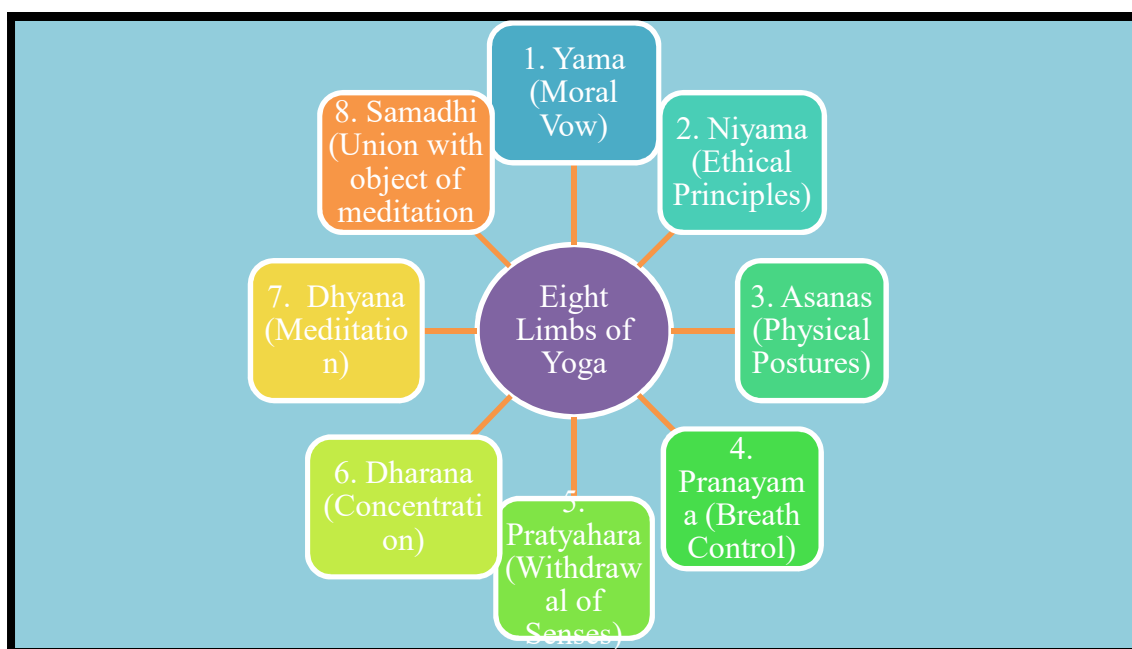 1. Yama
(Moral
Vow)
2. Niyama
(Ethical
Principles)
3. Asanas
(Physical
Postures)
4.
Pranayam
a (Breath
Control)
5.
Pratyahara
(Withdraw
al of
Senses)
6. Dharana
(Concentrati
on)
7. Dhyana
(Mediitatio
n)
8. Samadhi
(Union with
object of
meditation
Eight
Limbs of
Yoga